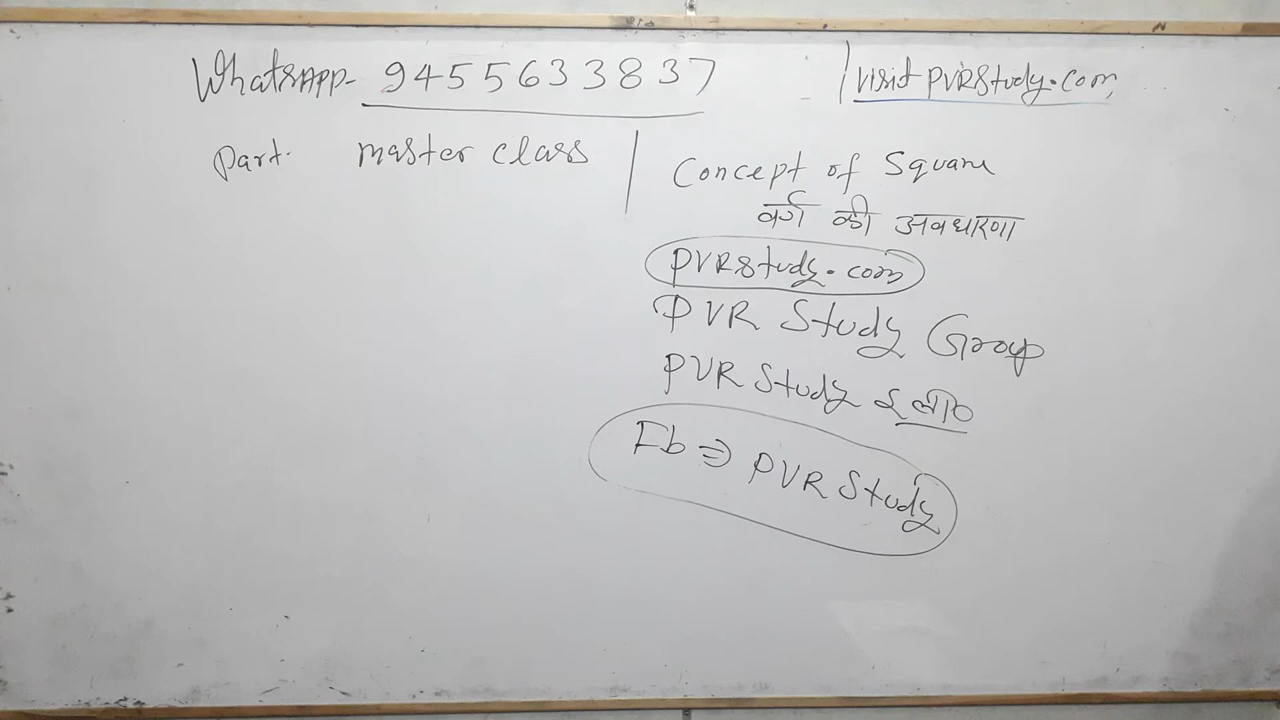 WhatsAPP- 9455633837
visit PVRStudy.com,
Part. master class
Concept of Square
वर्ग की अवधारणा
PVRstudy.com
PVR Study Group
PVR Study
Fb ⇒ PVR Study